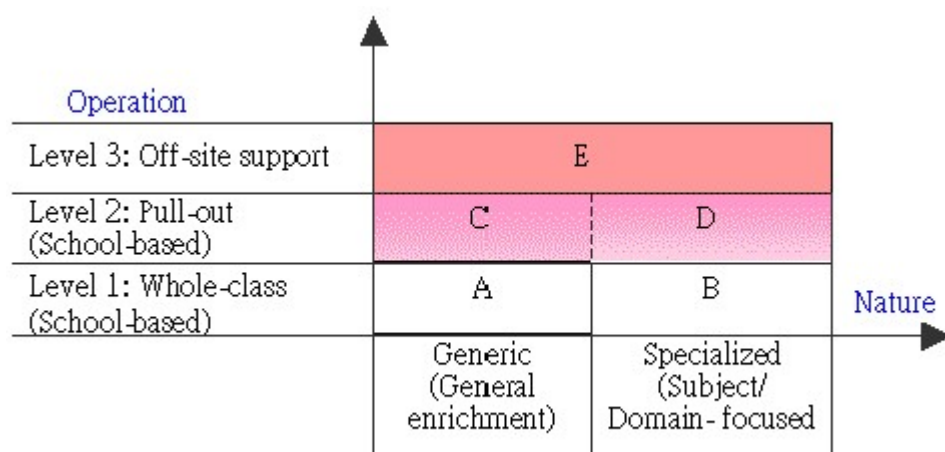 Operation
Level 3: Off-site support
E
Level 2: Pull-out
(School-based)
C
D
Level 1: Whole-class
(School-based)
A
B
Nature
Generic
(General
enrichment)
Specialized
(Subject/
Domain- focused